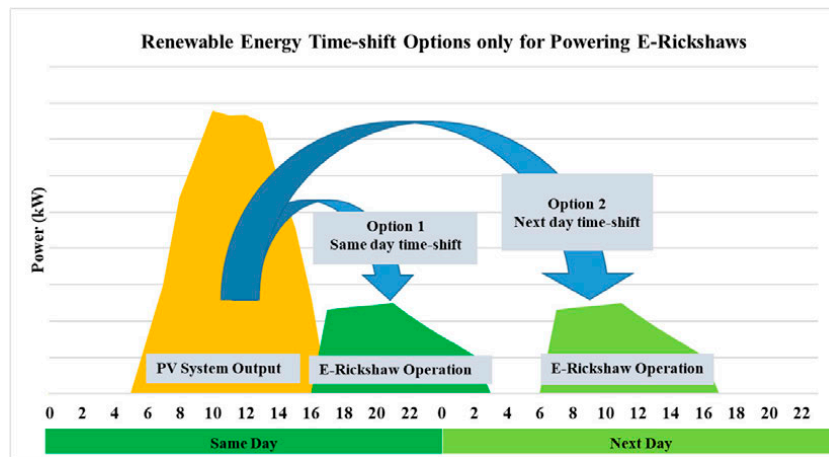 Renewable Energy Time-shift Options only for Powering E-Rickshaws
Power (kW)
Option 1
Same day time-shift
Option 2
Next day time-shift
PV System Output
E-Rickshaw Operation
E-Rickshaw Operation
0 2 4 6 8 10 12 14 16 18 20 22 0 2 4 6 8 10 12 14 16 18 20 22
Same Day
Next Day